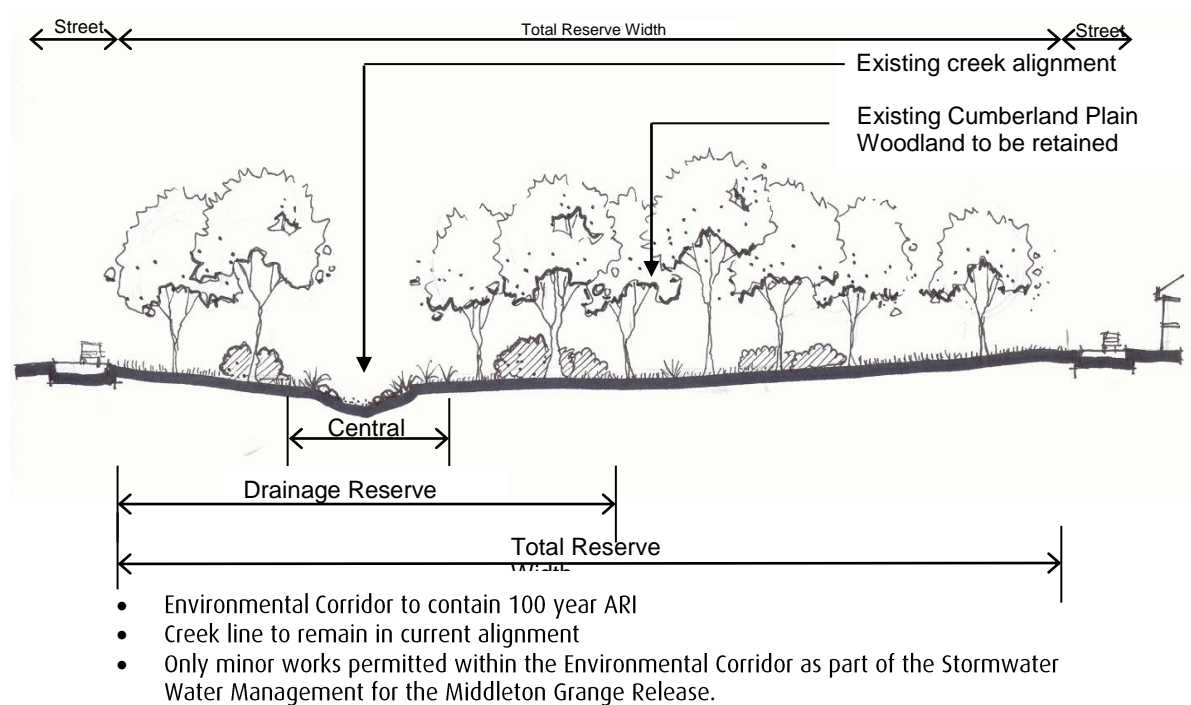 Street
Total Reserve Width
Street
Existing creek alignment
Existing Cumberland Plain
Woodland to be retained
Central
Drainage Reserve
Total Reserve
• Environmental Corridor to contain 100 year ARI
• Creek line to remain in current alignment
• Only minor works permitted within the Environmental Corridor as part of the Stormwater
Water Management for the Middleton Grange Release.